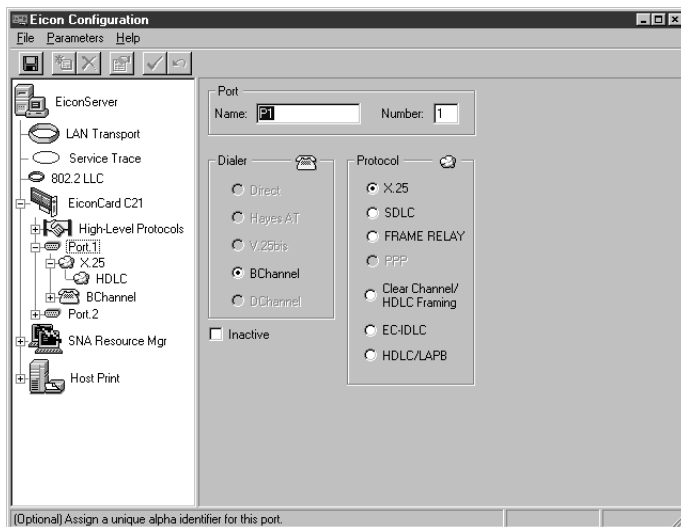 Eicon Configuration
File Parameters Help
EiconServer
LAN Transport
Service Trace
802.2 LLC
EiconCard C21
High-Level Protocols
Port.1
X.25
HDLC
BChannel
Port.2
SNA Resource Mgr
Host Print
Port
Name: P1 Number: 1
Dialer
Direct
Hayes AT
V.25bis
BChannel
DChannel
Inactive
Protocol
X.25
SDLC
FRAME RELAY
PPP
Clear Channel/
HDLC Framing
EC-IDLC
HDLC/LAPB
(Optional) Assign a unique alpha identifier for this port.